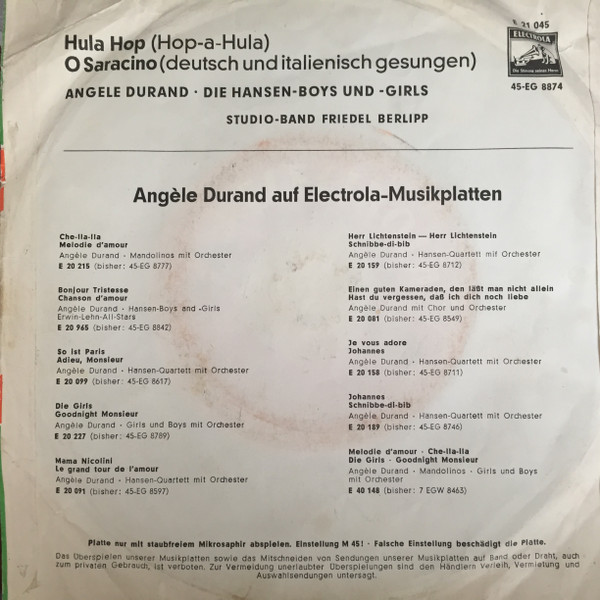 Hula Hop (Hop-a-Hula)
O Saracino (deutsch und italienisch gesungen)
E 21 045
ELECTROLA
Die Stimme seines Herrn
45-EG 8874
ANGELE DURAND · DIE HANSEN-BOYS UND -GIRLS
STUDIO-BAND FRIEDEL BERLIPP
Angèle Durand auf Electrola-Musikplatten
Che-lla-lla
Melodie d'amour
Angèle Durand · Mandolinos mit Orchester
E 20 215 (bisher: 45-EG 8777)
Bonjour Tristesse
Chanson d'amour
Angèle Durand · Hansen-Boys and -Girls
Erwin-Lehn-All-Stars
E 20 965 (bisher: 45-EG 8842)
So ist Paris
Adieu, Monsieur
Angèle Durand · Hansen-Quartett mit Orchester
E 20 099 (bisher: 45-EG 8617)
Die Girls
Goodnight Monsieur
Angèle Durand · Girls und Boys mit Orchester
E 20 227 (bisher: 45-EG 8789)
Mama Nicolini
Le grand tour de l'amour
Angèle Durand · Hansen-Quartett mit Orchester
E 20 091 (bisher: 45-EG 8597)
Herr Lichtenstein — Herr Lichtenstein
Schnibbe-di-bib
Angèle Durand · Hansen-Quartett mit Orchester
E 20 159 (bisher: 45-EG 8712)
Einen guten Kameraden, den läßt man nicht allein
Hast du vergessen, daß ich dich noch liebe
Angèle Durand mit Chor und Orchester
E 20 081 (bisher: 45-EG 8549)
Je vous adore
Johannes
Angèle Durand · Hansen-Quartett mit Orchester
E 20 158 (bisher: 45-EG 8711)
Johannes
Schnibbe-di-bib
Angèle Durand · Hansen-Quartett mit Orchester
E 20 189 (bisher: 45-EG 8746)
Melodie d'amour · Che-lla-lla
Die Girls · Goodnight Monsieur
Angèle Durand · Mandolinos · Girls und Boys
mit Orchester
E 40 148 (bisher: 7 EGW 8463)
Platte nur mit staubfreiem Mikrosaphir abspielen. Einstellung M 45! · Falsche Einstellung beschädigt die Platte.
Das Überspielen unserer Musikplatten sowie das Mitschneiden von Sendungen unserer Musikplatten auf Band oder Draht, auch
zum privaten Gebrauch, ist verboten. Zur Vermeidung unerlaubter Überspielungen sind den Händlern Verleih, Vermietung und
Auswahlsendungen untersagt.